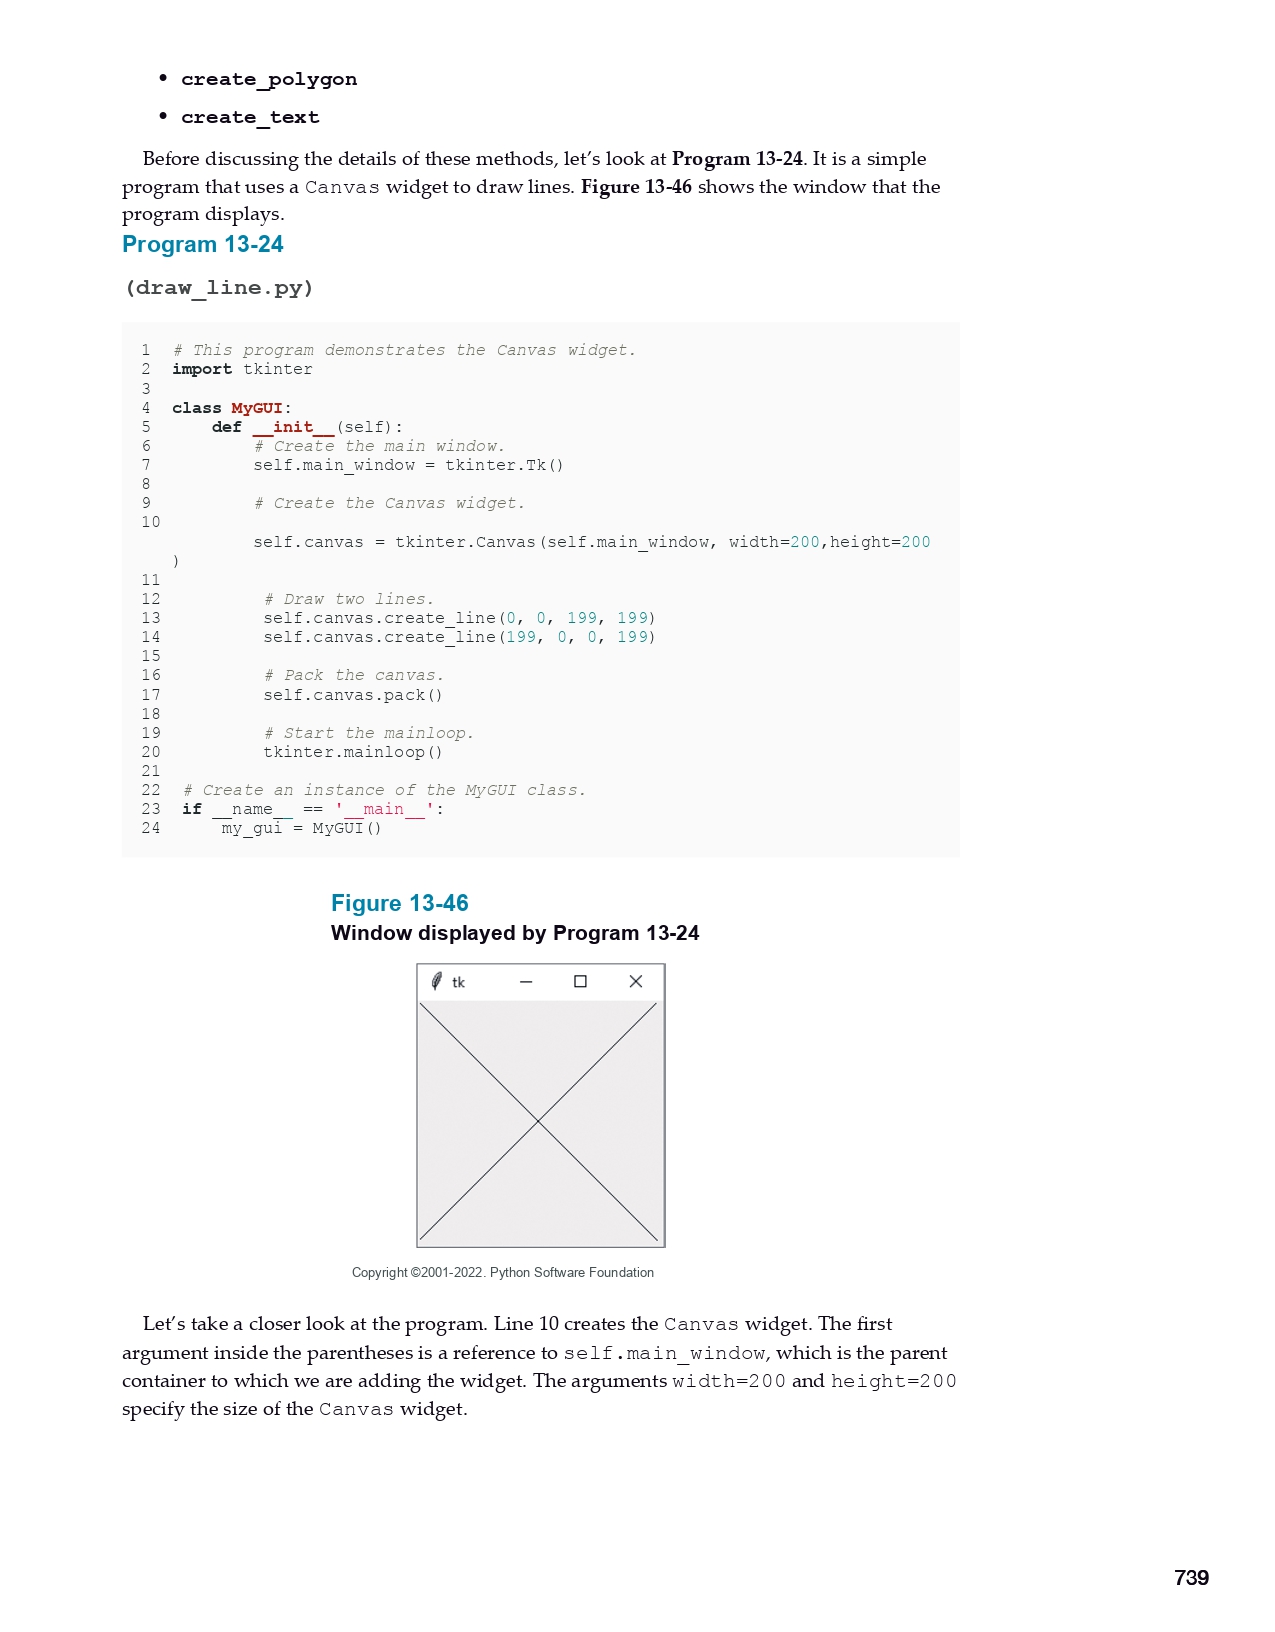 • create_polygon
• create_text
Before discussing the details of these methods, let’s look at Program 13-24. It is a simple
program that uses a Canvas widget to draw lines. Figure 13-46 shows the window that the
program displays.
Program 13-24
(draw_line.py)
1 # This program demonstrates the Canvas widget.
2 import tkinter
3
4 class MyGUI:
5     def __init__(self):
6         # Create the main window.
7         self.main_window = tkinter.Tk()
8
9         # Create the Canvas widget.
10
        self.canvas = tkinter.Canvas(self.main_window, width=200,height=200
)
11
12         # Draw two lines.
13         self.canvas.create_line(0, 0, 199, 199)
14         self.canvas.create_line(199, 0, 0, 199)
15
16         # Pack the canvas.
17         self.canvas.pack()
18
19         # Start the mainloop.
20         tkinter.mainloop()
21
22 # Create an instance of the MyGUI class.
23 if __name__ == '__main__':
24     my_gui = MyGUI()
Figure 13-46
Window displayed by Program 13-24
tk
Copyright ©2001-2022. Python Software Foundation
Let’s take a closer look at the program. Line 10 creates the Canvas widget. The first
argument inside the parentheses is a reference to self.main_window, which is the parent
container to which we are adding the widget. The arguments width=200 and height=200
specify the size of the Canvas widget.
739